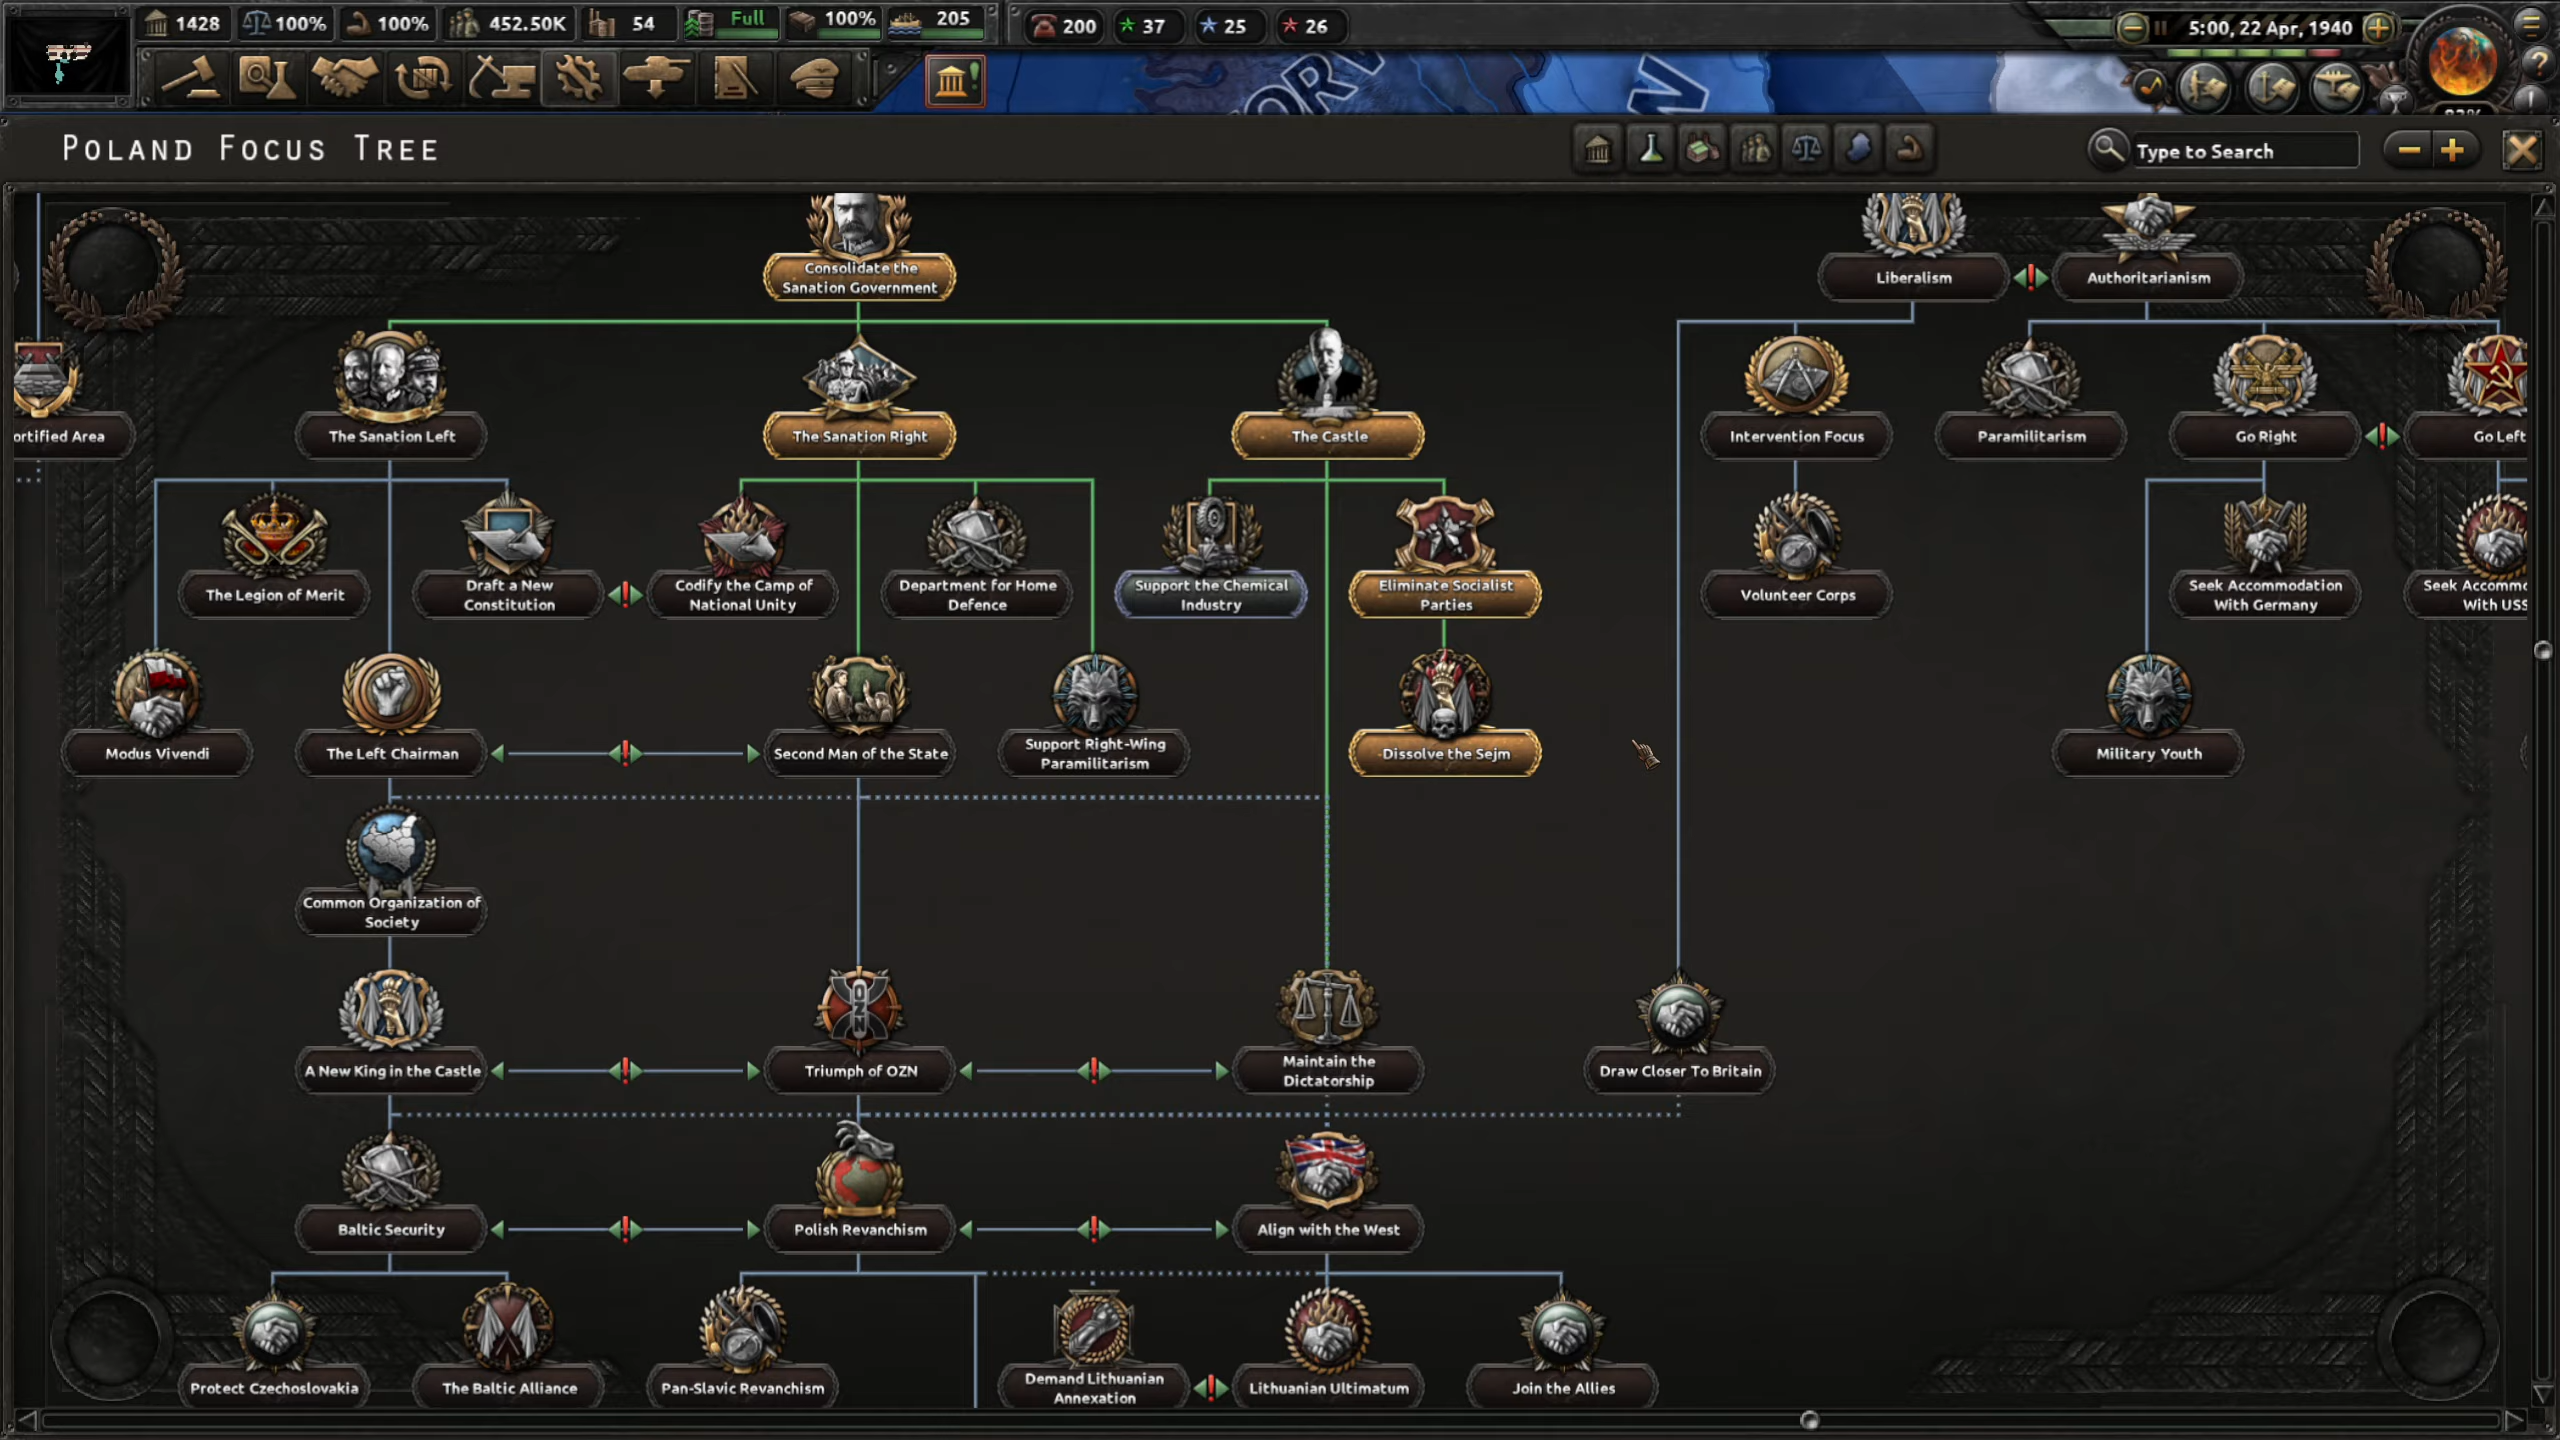 1428
100%
100%
452.50K
54
Full
100%
205
200
37
25
26
5:00, 22 Apr, 1940
POLAND FOCUS TREE
Type to Search
Consolidate the
Sanation Government
Liberalism
Authoritarianism
ortified Area
The Sanation Left
The Sanation Right
The Castle
Intervention Focus
Paramilitarism
Go Right
Go Left
The Legion of Merit
Draft a New
Constitution
Codify the Camp of
National Unity
Department for Home
Defence
Support the Chemical
Industry
Eliminate Socialist
Parties
Volunteer Corps
Seek Accommodation
With Germany
Seek Accommo
With USS
Modus Vivendi
The Left Chairman
Second Man of the State
Support Right-Wing
Paramilitarism
Dissolve the Sejm
Military Youth
Common Organization of
Society
OZN
A New King in the Castle
Triumph of OZN
Maintain the
Dictatorship
Draw Closer To Britain
Baltic Security
Polish Revanchism
Align with the West
Protect Czechoslovakia
The Baltic Alliance
Pan-Slavic Revanchism
Demand Lithuanian
Annexation
Lithuanian Ultimatum
Join the Allies